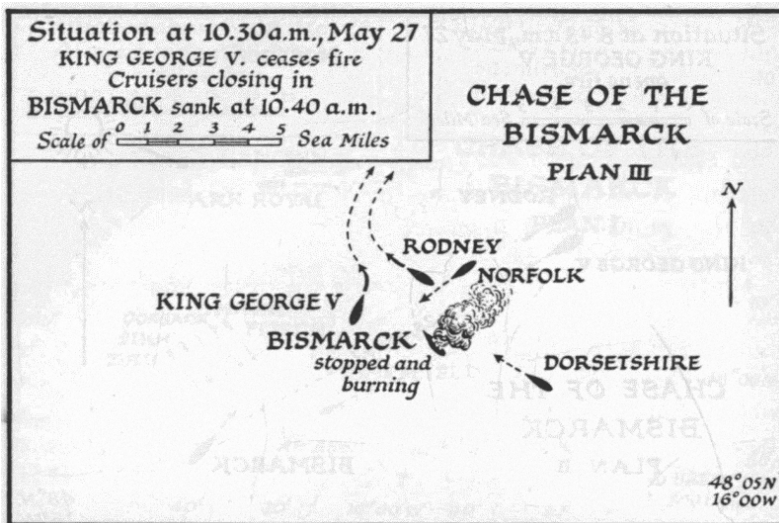 Situation at 10.30 a.m., May 27
KING GEORGE V. ceases fire
Cruisers closing in
BISMARCK sank at 10.40 a.m.
Scale of 0 1 2 3 4 5 Sea Miles
CHASE OF THE
BISMARCK
PLAN III
N
RODNEY
NORFOLK
KING GEORGE V
BISMARCK
stopped and
burning
DORSETSHIRE
48° 05N
16° 00W